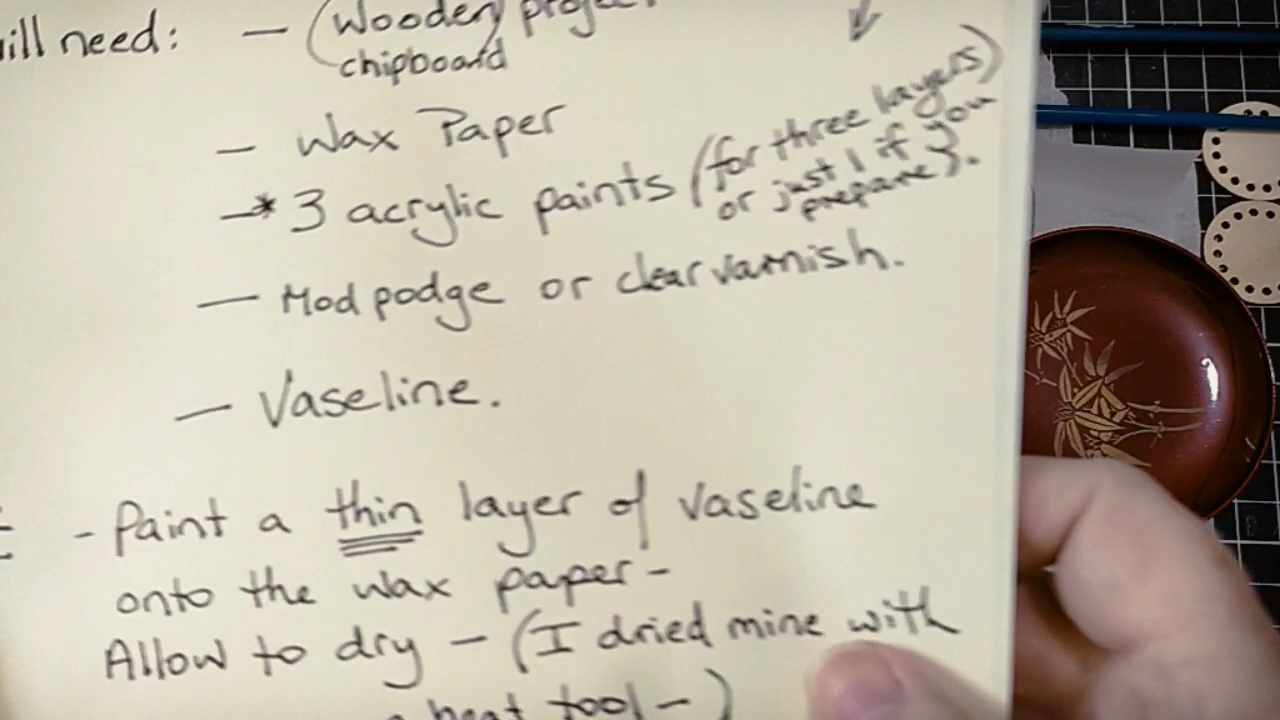 will need: - (Wooden project
chipboard
- Wax Paper
-* 3 acrylic paints (for three layers)
or just 1 if you
prepare).
- Mod podge or clear varnish.
- Vaseline.
- Paint a thin layer of vaseline
onto the wax paper-
Allow to dry - (I dried mine with
a heat tool-)